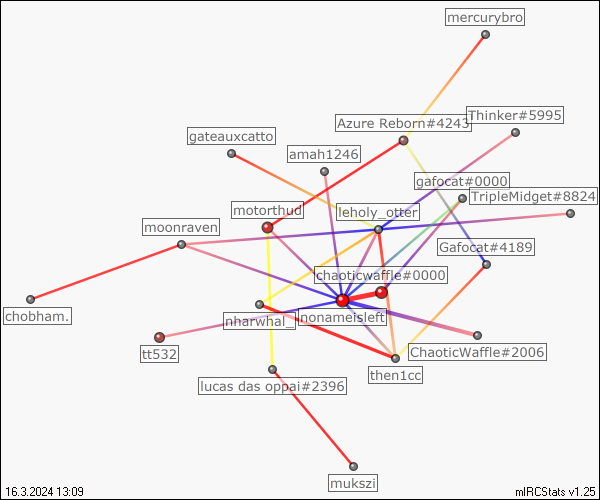 mercurybro
Thinker#5995
Azure Reborn#4243
gateauxcatto
amah1246
gafocat#0000
TripleMidget#8824
motorthud
leholy_otter
moonraven
Gafocat#4189
chaoticwaffle#0000
chobham.
nharwhal_
nonameisleft
tt532
ChaoticWaffle#2006
then1cc
lucas das oppai#2396
mukszi
16.3.2024 13:09
mIRCStats v1.25